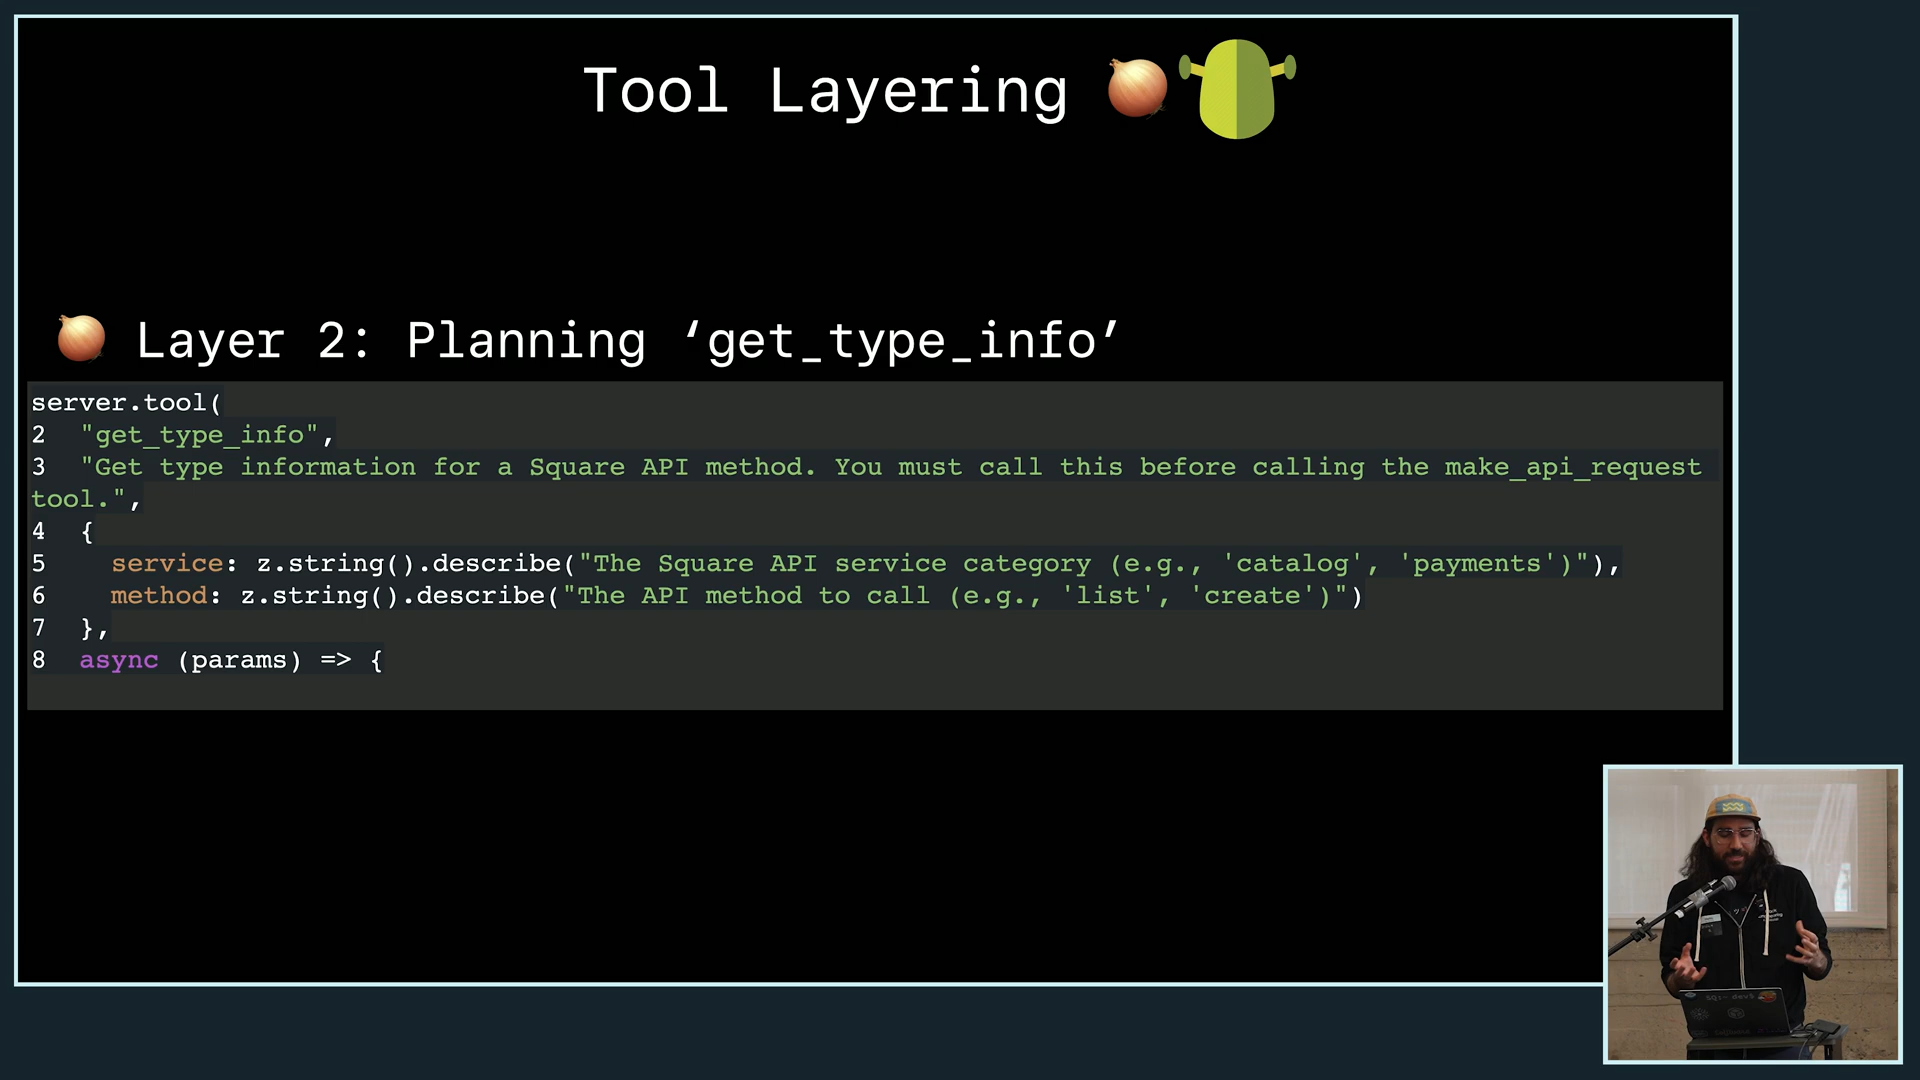 Tool Layering
Layer 2: Planning ‘get_type_info’
server.tool(
2 "get_type_info",
3 "Get type information for a Square API method. You must call this before calling the make_api_request
tool.",
4 {
5 service: z.string().describe("The Square API service category (e.g., 'catalog', 'payments')"),
6 method: z.string().describe("The API method to call (e.g., 'list', 'create')")
7 },
8 async (params) => {